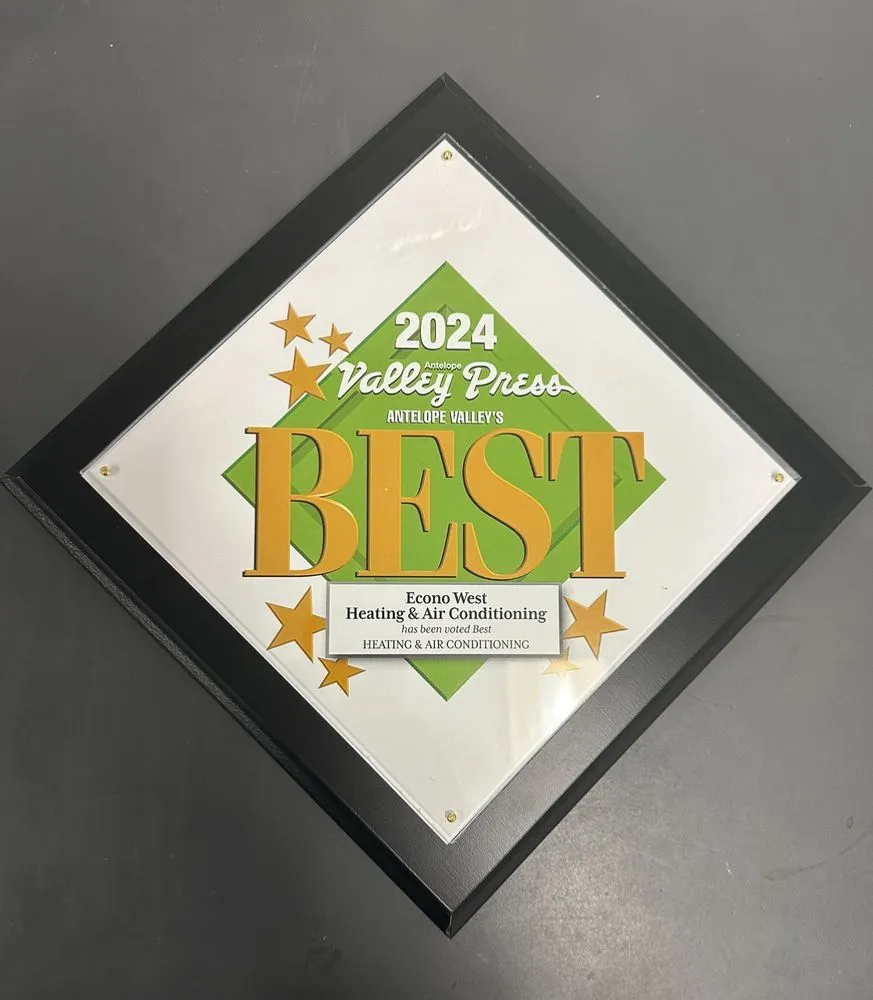 2024
Antelope
Valley Press
ANTELOPE VALLEY'S
BEST
Econo West
Heating & Air Conditioning
has been voted Best
HEATING & AIR CONDITIONING